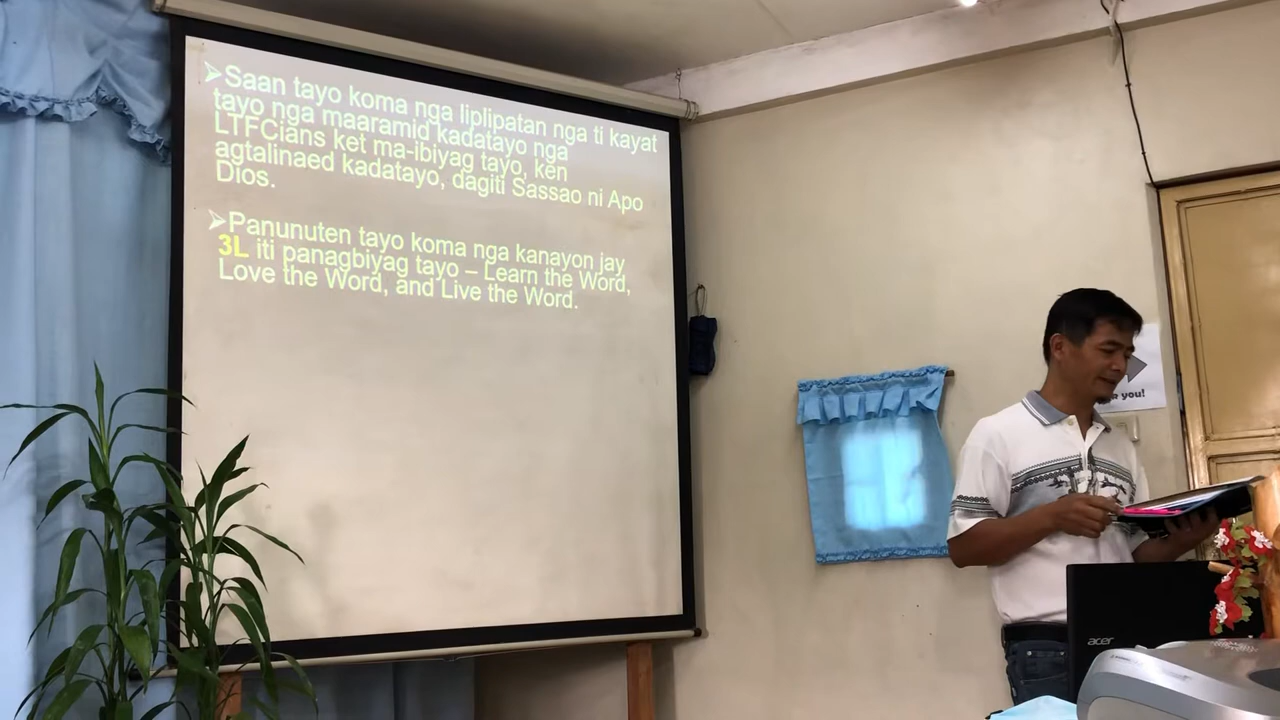 ➢Saan tayo koma nga liplipatan nga ti kayat
tayo nga maaramid kadatayo nga
LTFCians ket ma-ibiyag tayo, ken
agtalinaed kadatayo, dagiti Sassao ni Apo
Dios.
➢Panunuten tayo koma nga kanayon jay
3L iti panagbiyag tayo – Learn the Word,
Love the Word, and Live the Word.
you!
acer